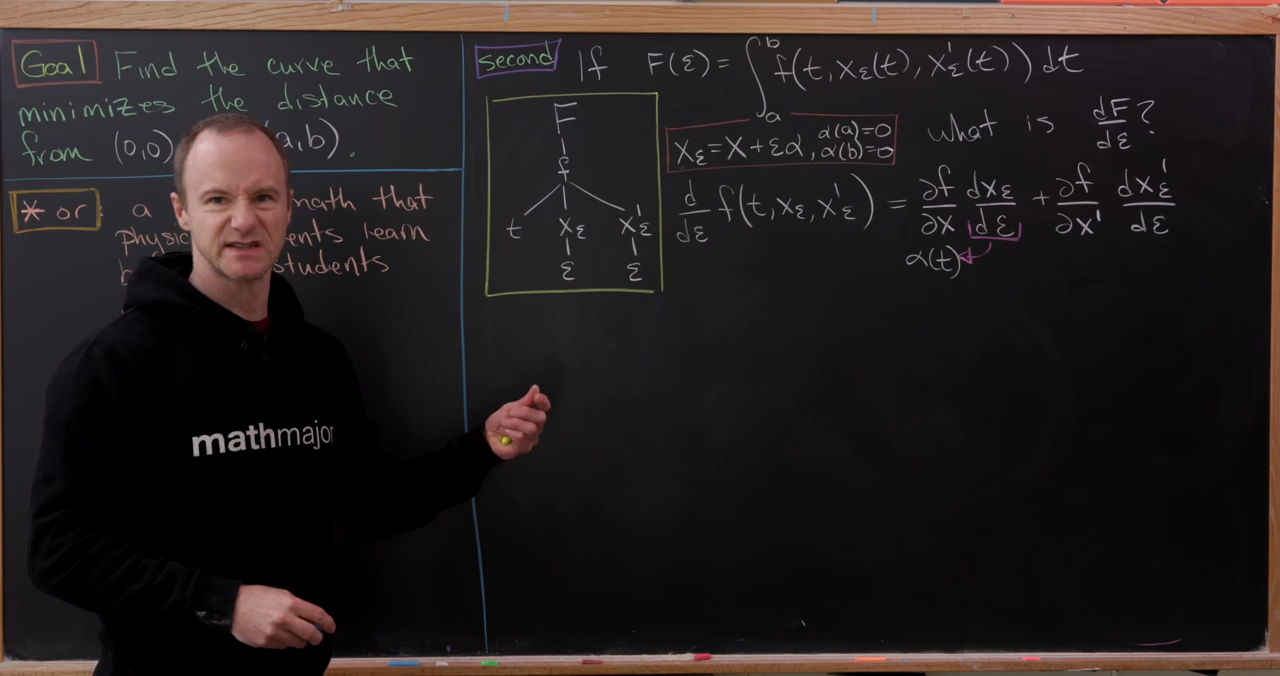 Goal Find the curve that
minimizes the distance
from (0,0) a,b).
* or: a math that
physic ents learn
students
second If F(ε) = ∫_a^b f(t, x_ε(t), x'_ε(t)) dt
x_ε = x + εα, α(a)=0
α(b)=0
what is dF/dε?
F
f
t x_ε x'_ε
ε ε
d/dε f(t, x_ε, x'_ε) = ∂f/∂x dx_ε/dε + ∂f/∂x' dx'_ε/dε
α(t)
mathmajor